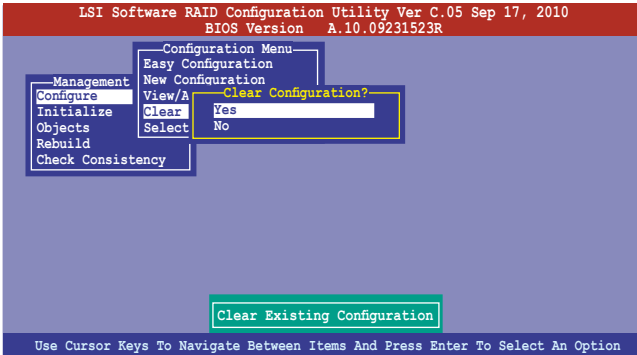 LSI Software RAID Configuration Utility Ver C.05 Sep 17, 2010
BIOS Version A.10.09231523R
Configuration Menu
Easy Configuration
New Configuration
View/A
Clear
Select
Management
Configure
Initialize
Objects
Rebuild
Check Consistency
Clear Configuration?
Yes
No
Clear Existing Configuration
Use Cursor Keys To Navigate Between Items And Press Enter To Select An Option